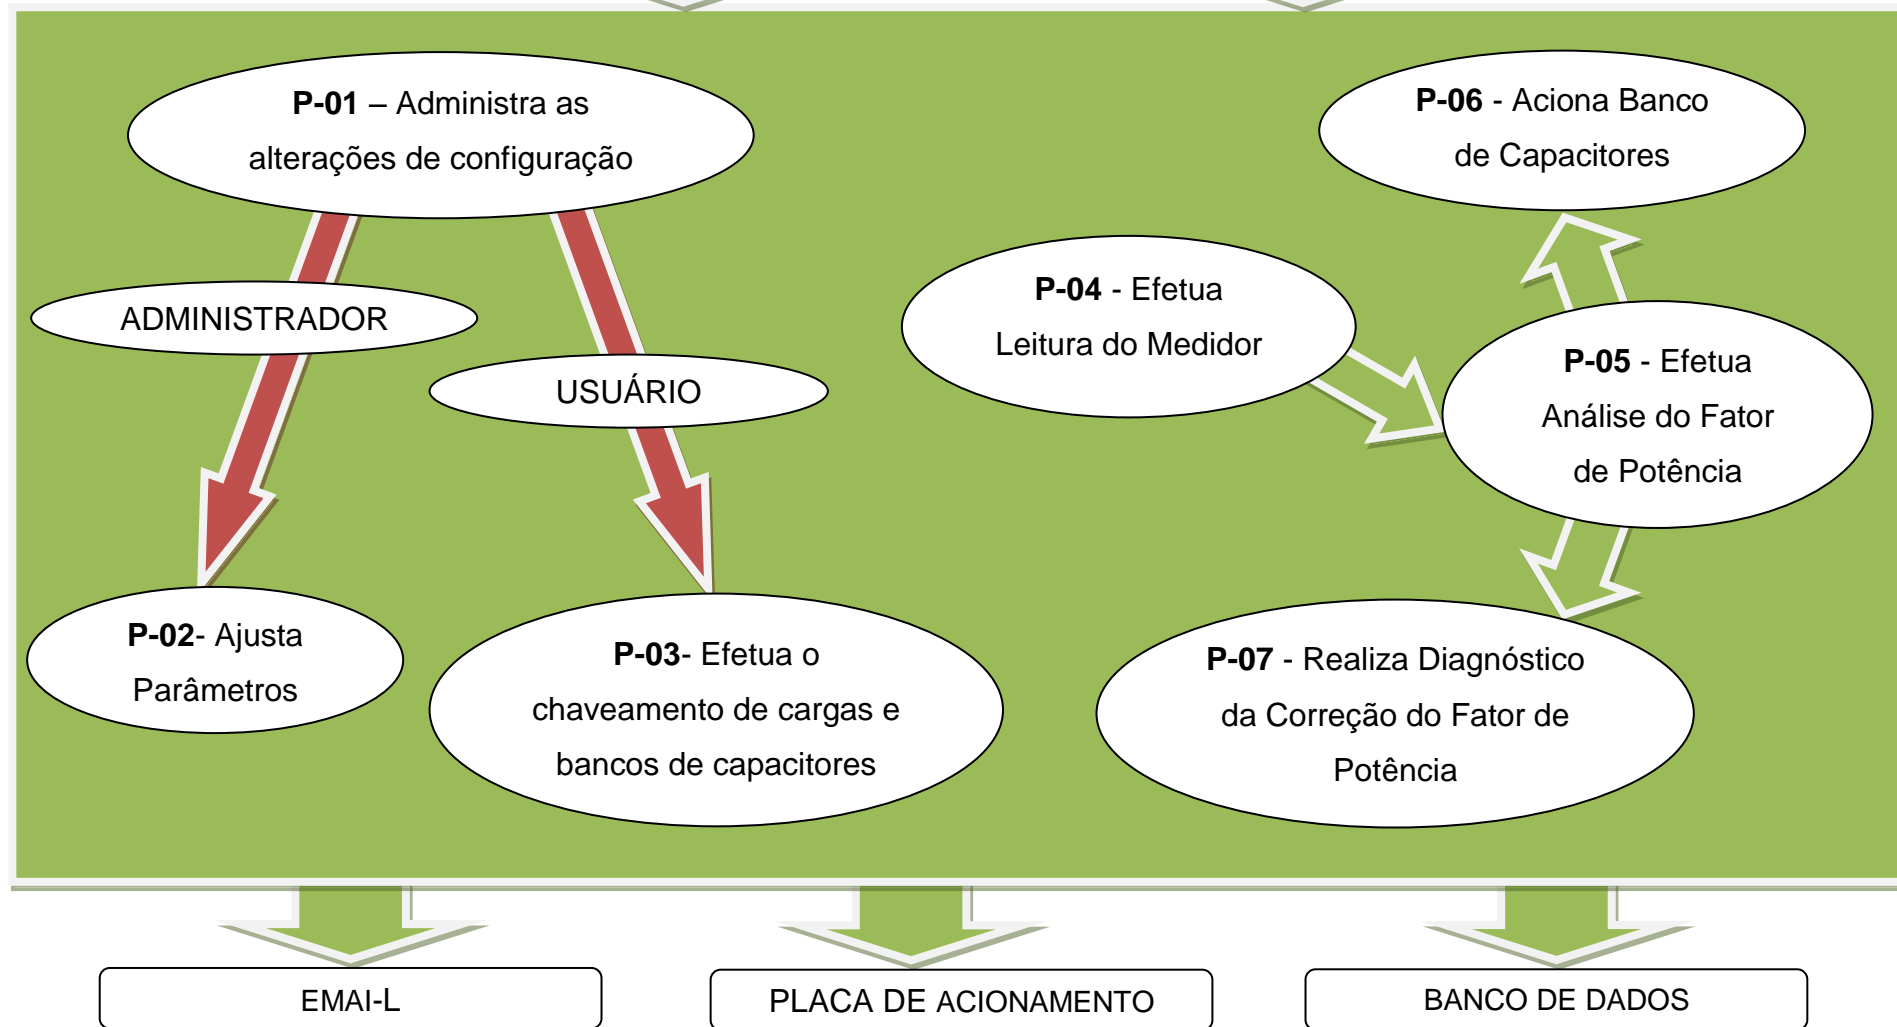 P-01 – Administra as
alterações de configuração
P-06 - Aciona Banco
de Capacitores
ADMINISTRADOR
USUÁRIO
P-04 - Efetua
Leitura do Medidor
P-05 - Efetua
Análise do Fator
de Potência
P-02- Ajusta
Parâmetros
P-03- Efetua o
chaveamento de cargas e
bancos de capacitores
P-07 - Realiza Diagnóstico
da Correção do Fator de
Potência
EMAI-L
PLACA DE ACIONAMENTO
BANCO DE DADOS